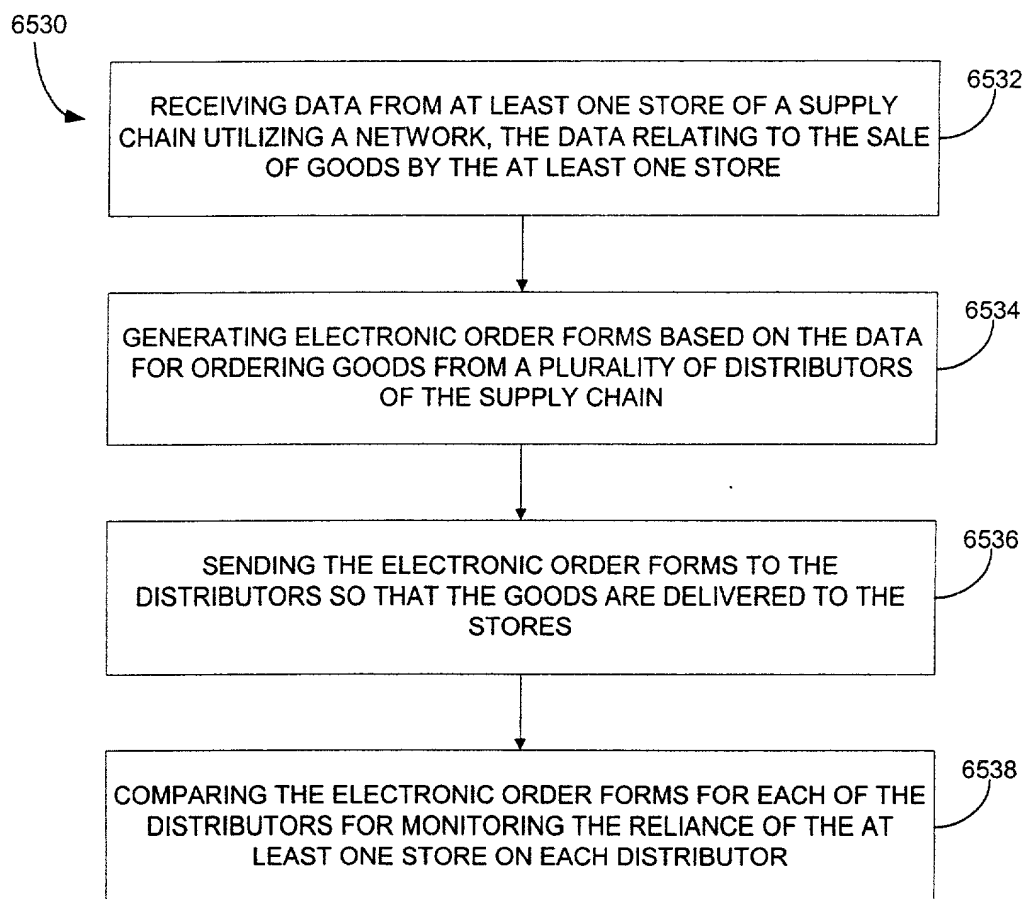 6530
6532
RECEIVING DATA FROM AT LEAST ONE STORE OF A SUPPLY
CHAIN UTILIZING A NETWORK, THE DATA RELATING TO THE SALE
OF GOODS BY THE AT LEAST ONE STORE
6534
GENERATING ELECTRONIC ORDER FORMS BASED ON THE DATA
FOR ORDERING GOODS FROM A PLURALITY OF DISTRIBUTORS
OF THE SUPPLY CHAIN
6536
SENDING THE ELECTRONIC ORDER FORMS TO THE
DISTRIBUTORS SO THAT THE GOODS ARE DELIVERED TO THE
STORES
6538
COMPARING THE ELECTRONIC ORDER FORMS FOR EACH OF THE
DISTRIBUTORS FOR MONITORING THE RELIANCE OF THE AT
LEAST ONE STORE ON EACH DISTRIBUTOR